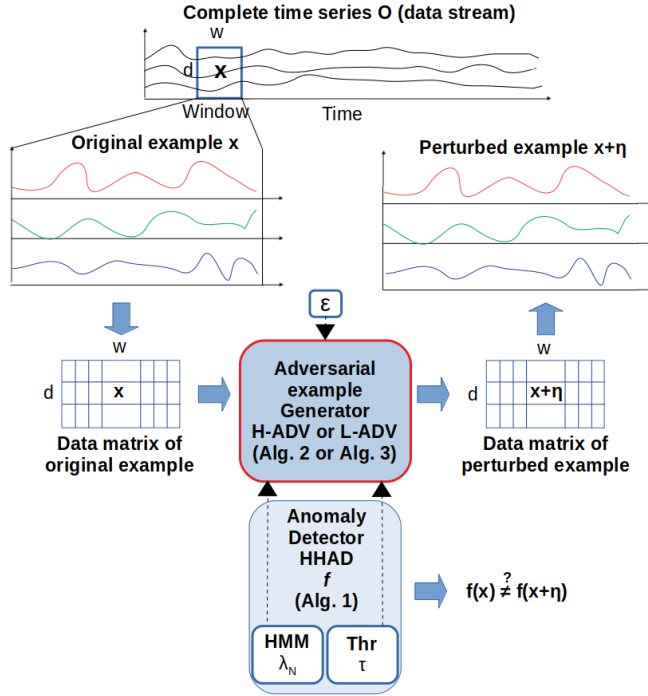 Complete time series O (data stream)
w
d
x
Window
Time
Original example x
Perturbed example x+η
ε
w
w
d
x
Adversarial
example
Generator
H-ADV or L-ADV
(Alg. 2 or Alg. 3)
d
x+η
Data matrix of
original example
Data matrix of
perturbed example
Anomaly
Detector
HHAD
f
(Alg. 1)
f(x) ≠ f(x+η)
?
HMM
λN
Thr
τ